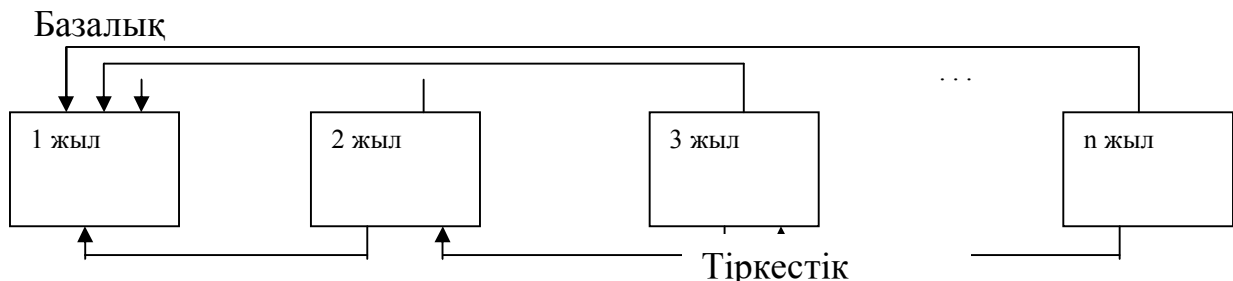 Базалық
. . .
1 жыл
2 жыл
3 жыл
n жыл
Тіркестік